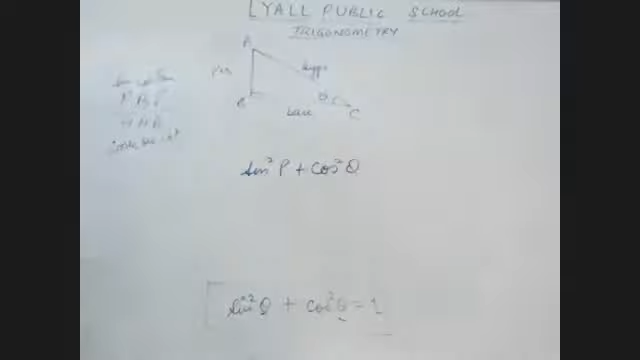 LYALL PUBLIC SCHOOL
TRIGONOMETRY
A
hypo
P B P
H H B
B
θ
base
C
sin² P + cos² θ
sin² θ + cos² θ = 1